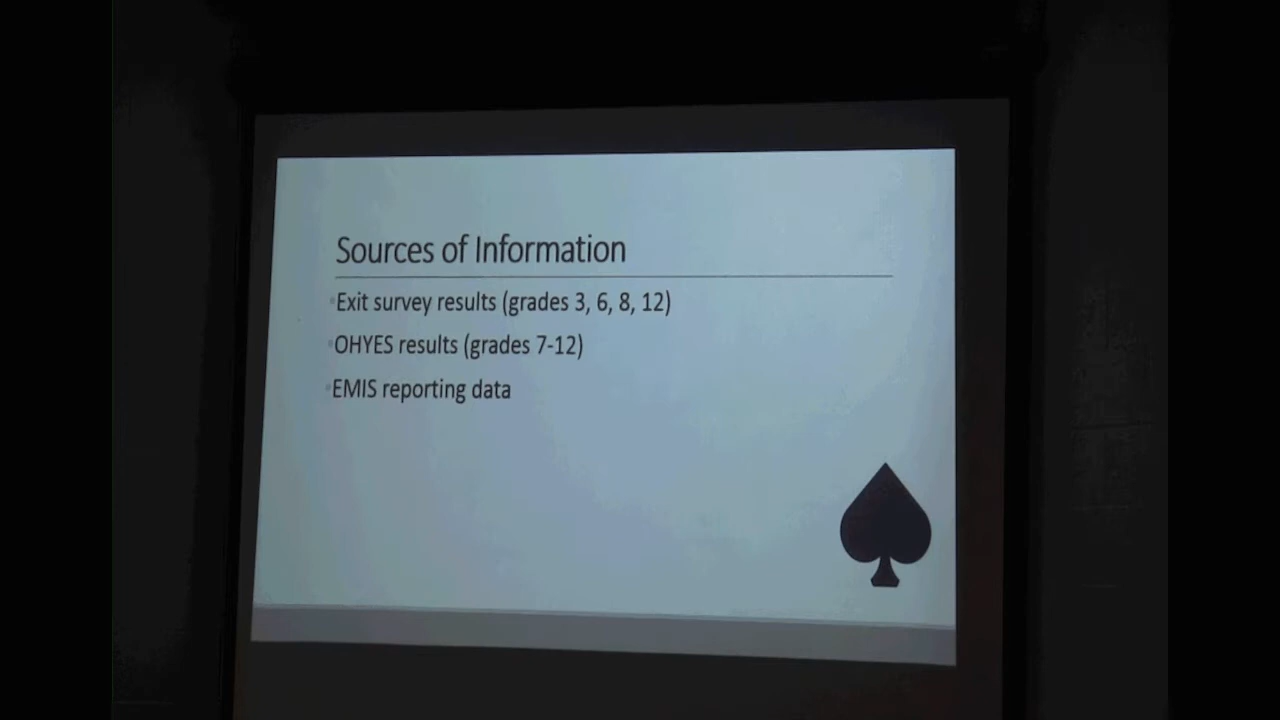 Sources of Information
Exit survey results (grades 3, 6, 8, 12)
OHYES results (grades 7-12)
EMIS reporting data